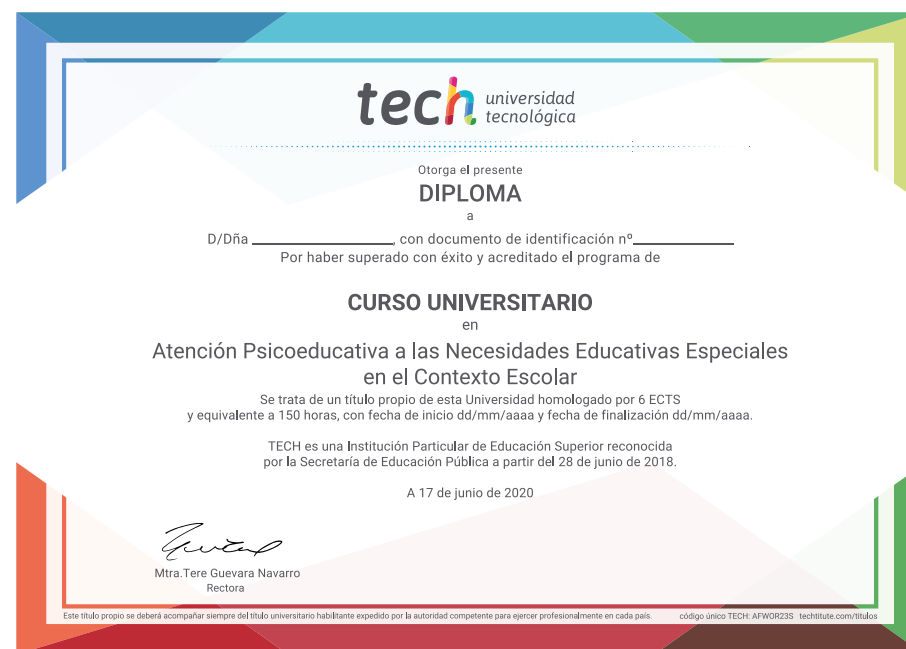 tech universidad
tecnológica
Otorga el presente
DIPLOMA
a
D/Dña ____________________, con documento de identificación nº______________
Por haber superado con éxito y acreditado el programa de
CURSO UNIVERSITARIO
en
Atención Psicoeducativa a las Necesidades Educativas Especiales
en el Contexto Escolar
Se trata de un título propio de esta Universidad homologado por 6 ECTS
y equivalente a 150 horas, con fecha de inicio dd/mm/aaaa y fecha de finalización dd/mm/aaaa.
TECH es una Institución Particular de Educación Superior reconocida
por la Secretaría de Educación Pública a partir del 28 de junio de 2018.
A 17 de junio de 2020
Mtra.Tere Guevara Navarro
Rectora
Este título propio se deberá acompañar siempre del título universitario habilitante expedido por la autoridad competente para ejercer profesionalmente en cada país. código único TECH: AFWOR23S techtitute.com/titulos